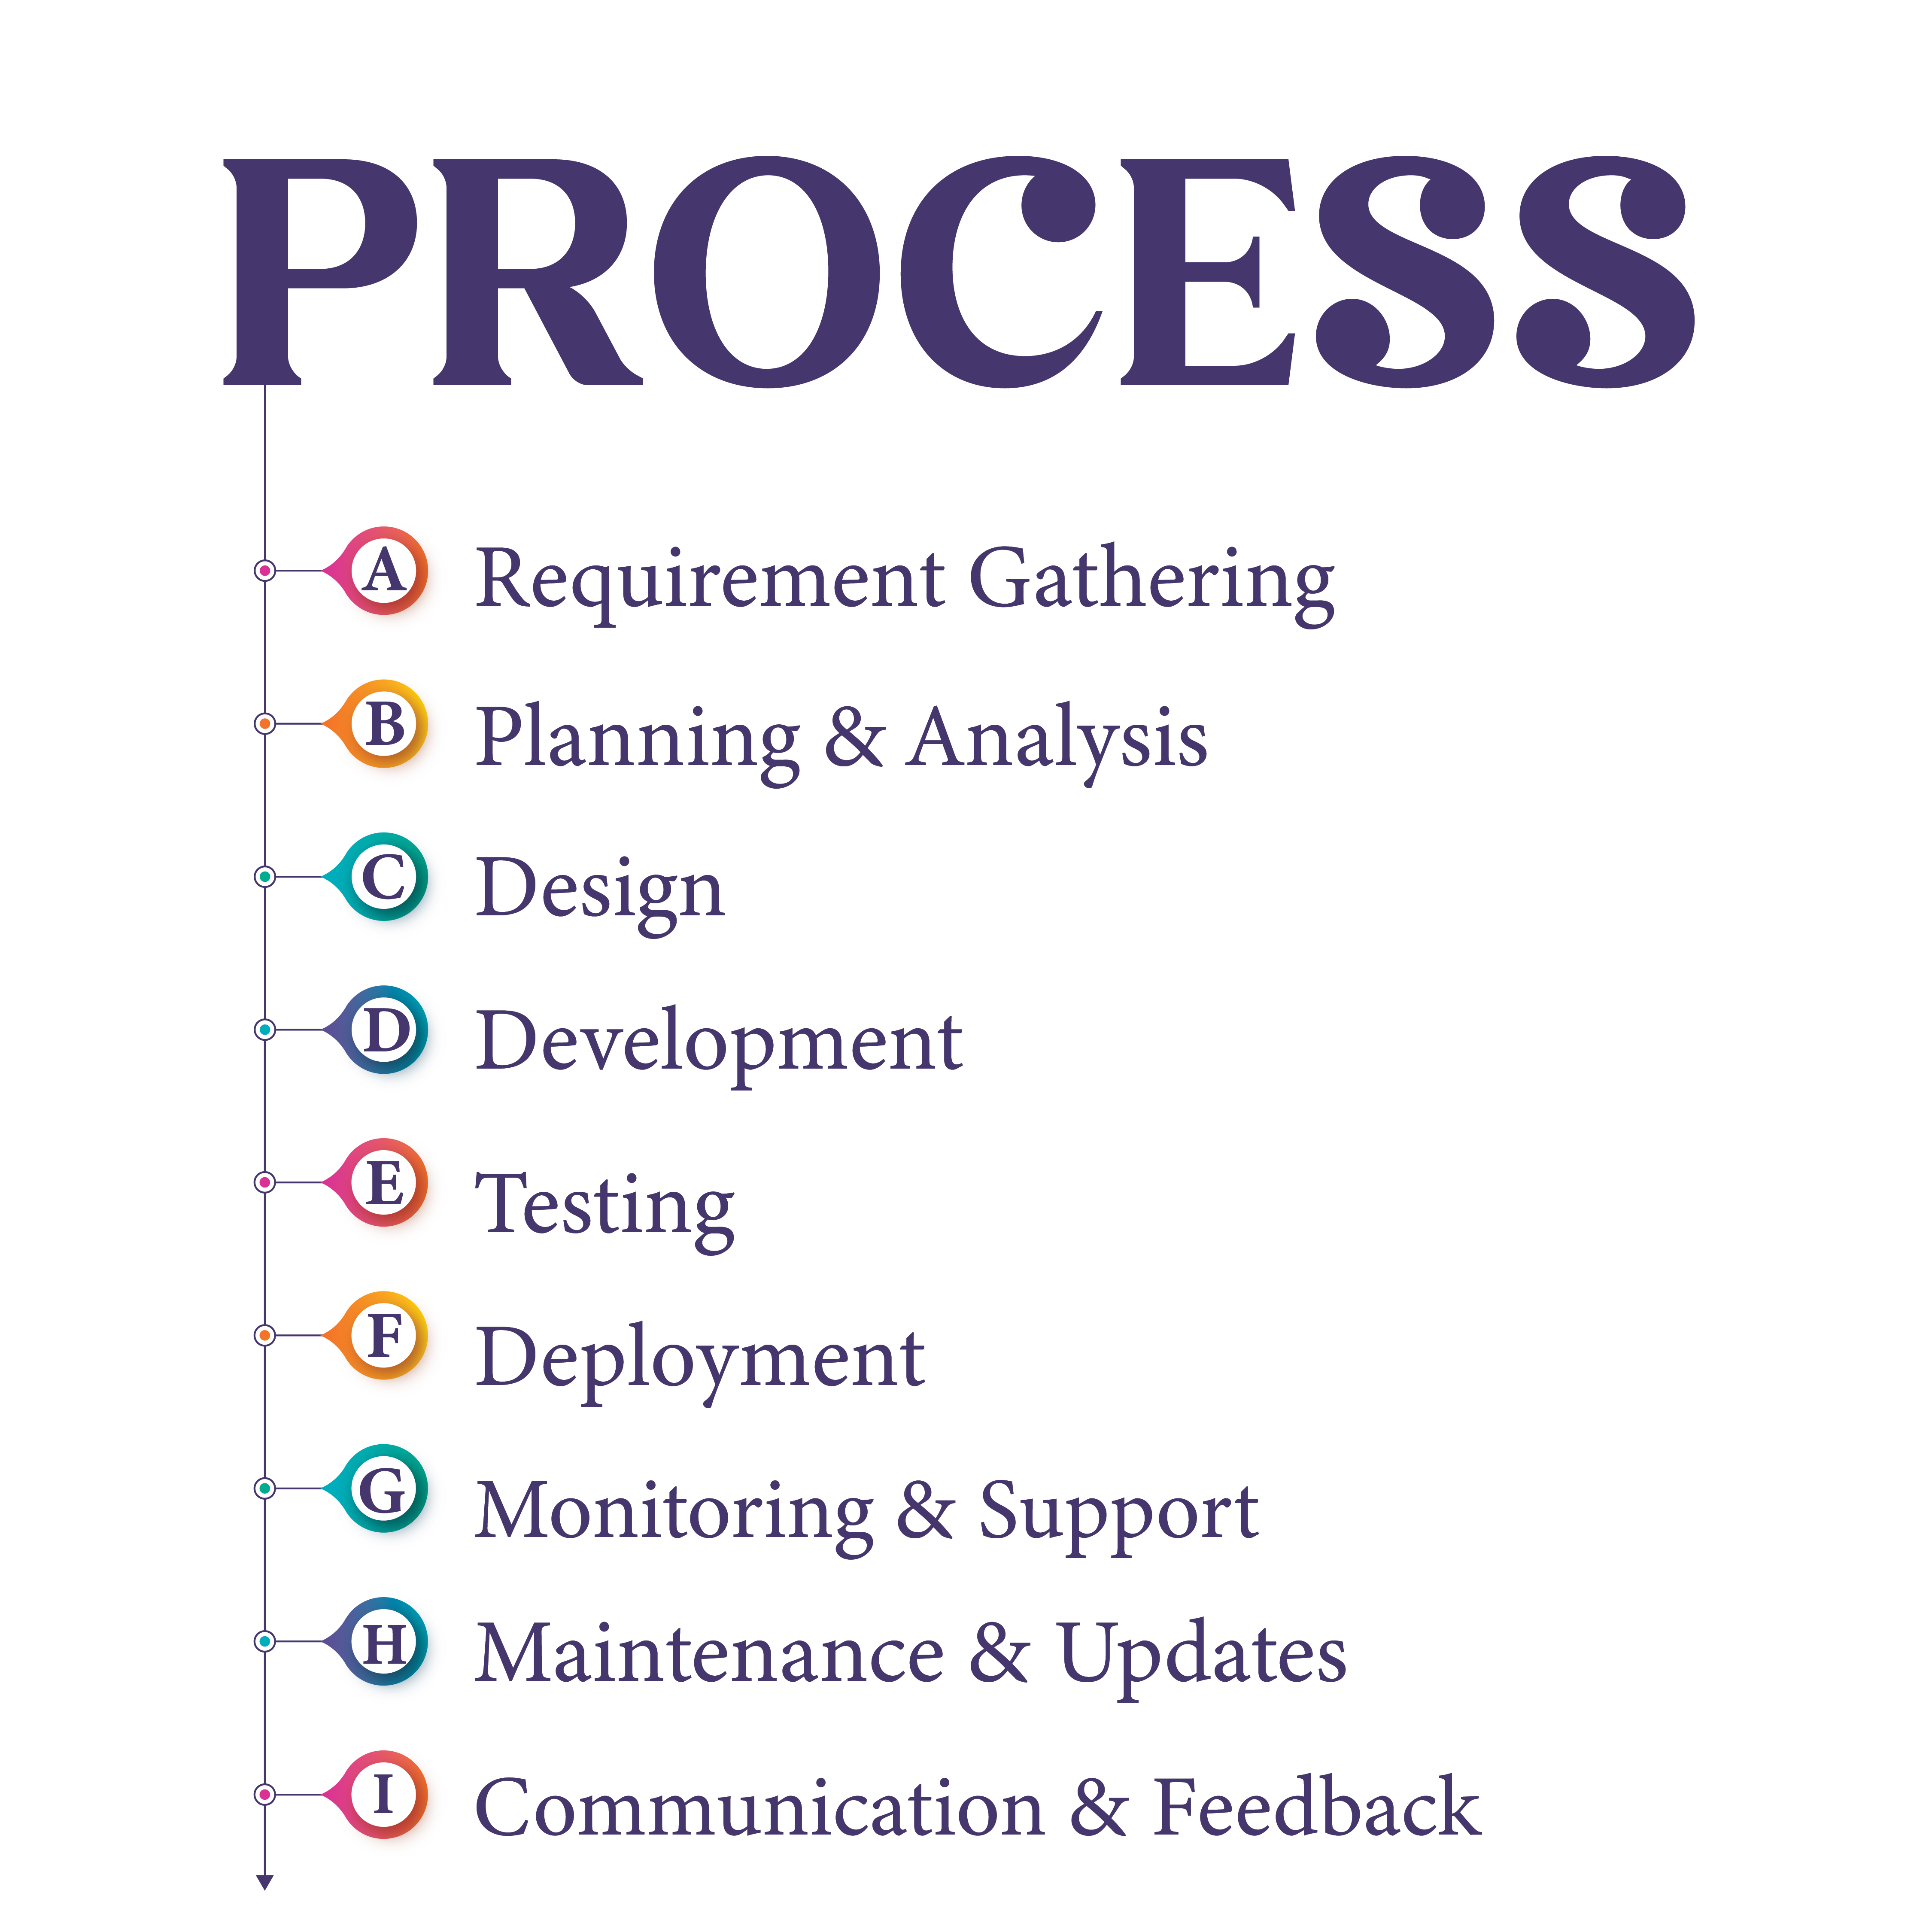 PROCESS
A Requirement Gathering
B Planning & Analysis
C Design
D Development
E Testing
F Deployment
G Monitoring & Support
H Maintenance & Updates
I Communication & Feedback